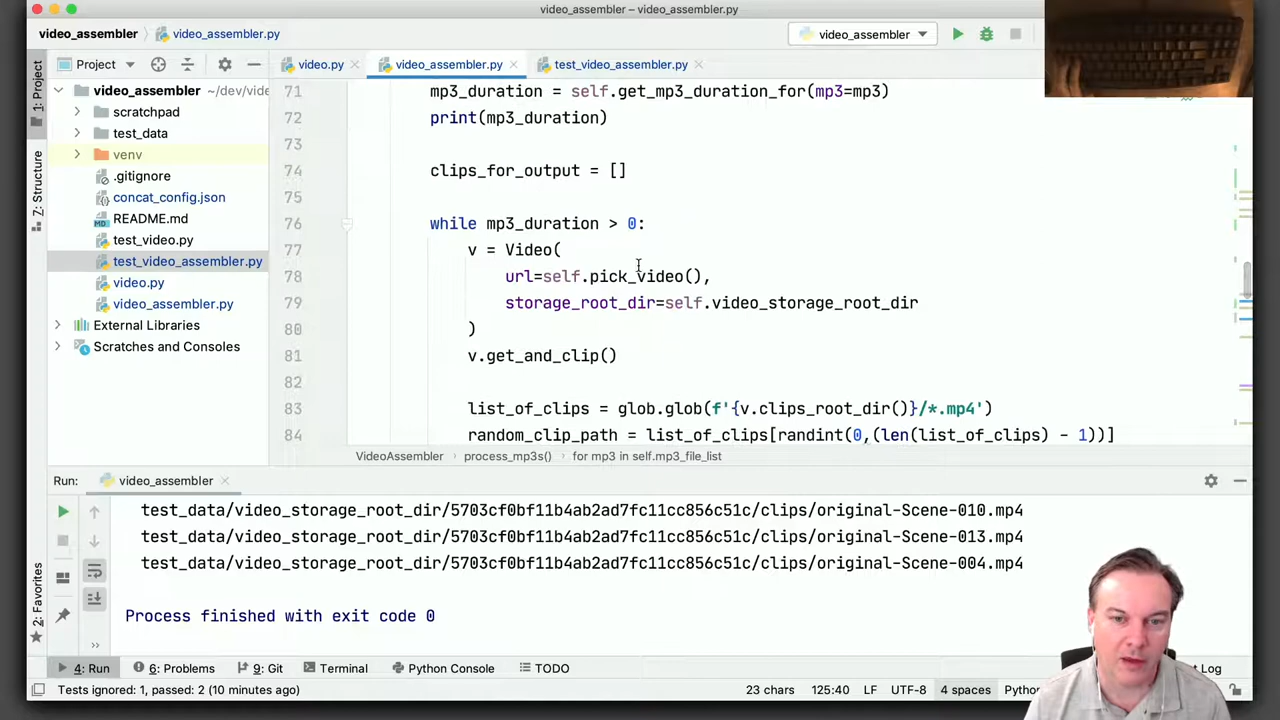 video_assembler – video_assembler.py
video_assembler
video_assembler.py
video_assembler
Project
video.py
video_assembler.py
test_video_assembler.py
1: Project
Z: Structure
2: Favorites
video_assembler ~/dev/vide
scratchpad
test_data
venv
.gitignore
concat_config.json
README.md
test_video.py
test_video_assembler.py
video.py
video_assembler.py
External Libraries
Scratches and Consoles
71 mp3_duration = self.get_mp3_duration_for(mp3=mp3)
72 print(mp3_duration)
73
74 clips_for_output = []
75
76 while mp3_duration > 0:
77 v = Video(
78 url=self.pick_video(),
79 storage_root_dir=self.video_storage_root_dir
80 )
81 v.get_and_clip()
82
83 list_of_clips = glob.glob(f'{v.clips_root_dir()}/*.mp4')
84 random_clip_path = list_of_clips[randint(0,(len(list_of_clips) - 1))]
VideoAssembler process_mp3s() for mp3 in self.mp3_file_list
Run: video_assembler
test_data/video_storage_root_dir/5703cf0bf11b4ab2ad7fc11cc856c51c/clips/original-Scene-010.mp4
test_data/video_storage_root_dir/5703cf0bf11b4ab2ad7fc11cc856c51c/clips/original-Scene-013.mp4
test_data/video_storage_root_dir/5703cf0bf11b4ab2ad7fc11cc856c51c/clips/original-Scene-004.mp4
Process finished with exit code 0
4: Run 6: Problems 9: Git Terminal Python Console TODO t Log
Tests ignored: 1, passed: 2 (10 minutes ago) 23 chars 125:40 LF UTF-8 4 spaces Pytho